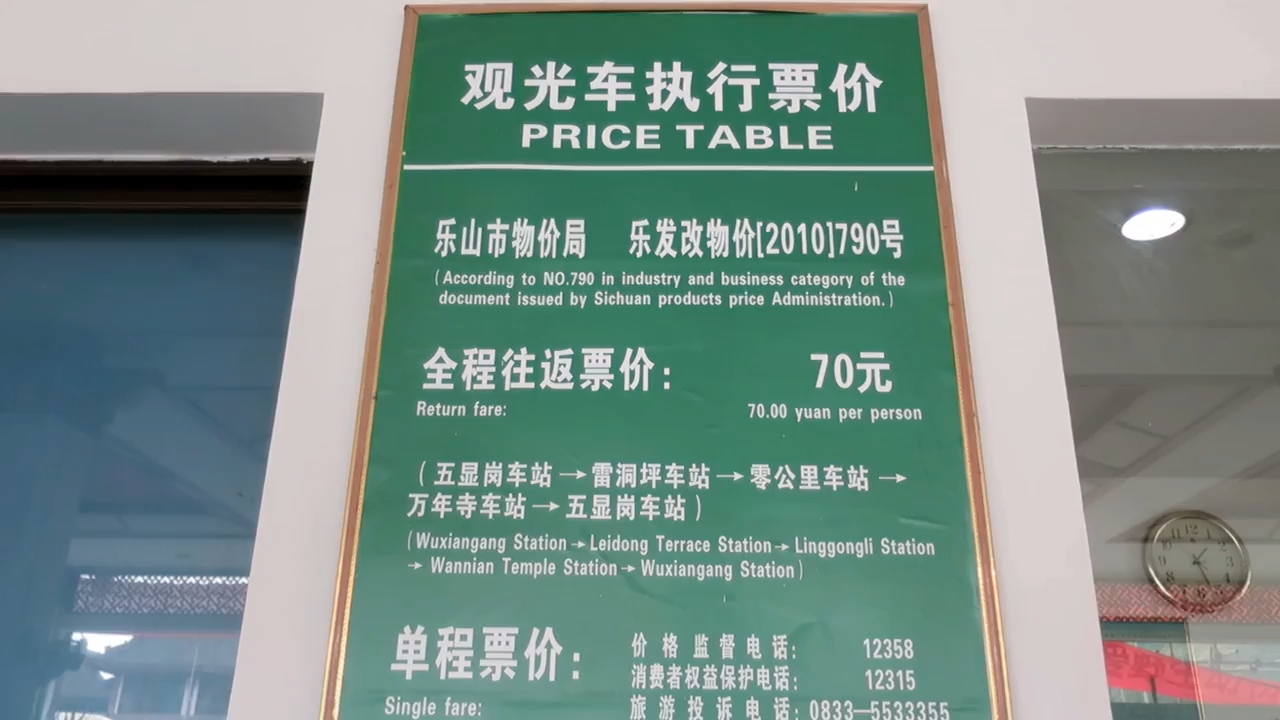 观光车执行票价
PRICE TABLE
乐山市物价局 乐发改物价[2010]790号
(According to NO.790 in industry and business category of the
document issued by Sichuan products price Administration.)
全程往返票价: 70元
Return fare: 70.00 yuan per person
(五显岗车站→雷洞坪车站→零公里车站→
万年寺车站→五显岗车站)
(Wuxiangang Station→Leidong Terrace Station→Linggongli Station
→Wannian Temple Station→Wuxiangang Station)
单程票价:
Single fare:
价格监督电话: 12358
消费者权益保护电话: 12315
旅游投诉电话: 0833—5533355